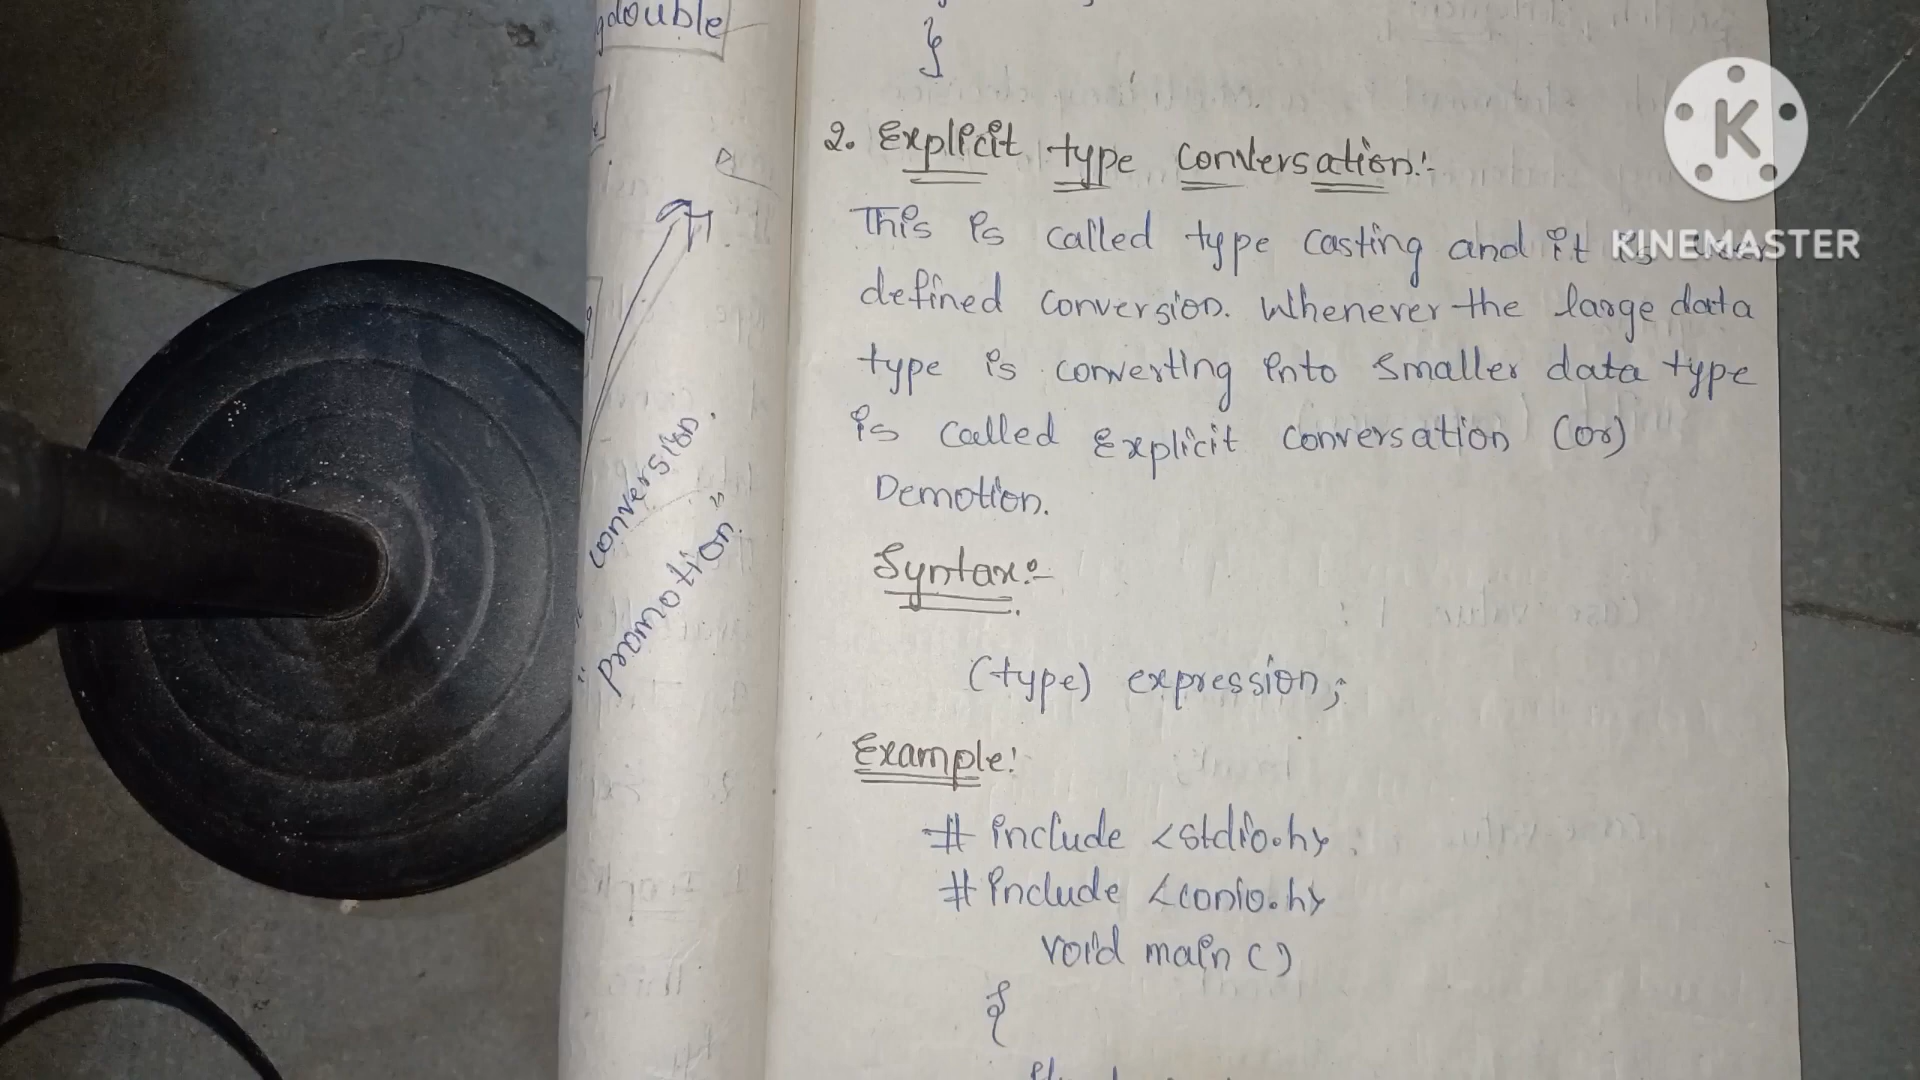 double
}
2. Explicit type conversation:-
This is called type casting and it is user
defined conversion. Whenever the large data
type is converting into smaller data type
is called Explicit conversation (or)
Demotion.
Syntax:-
(type) expression;
Example:
# include <stdio.h>
# include <conio.h>
void main ()
{
conversion.
"promotion"
K
KINEMASTER